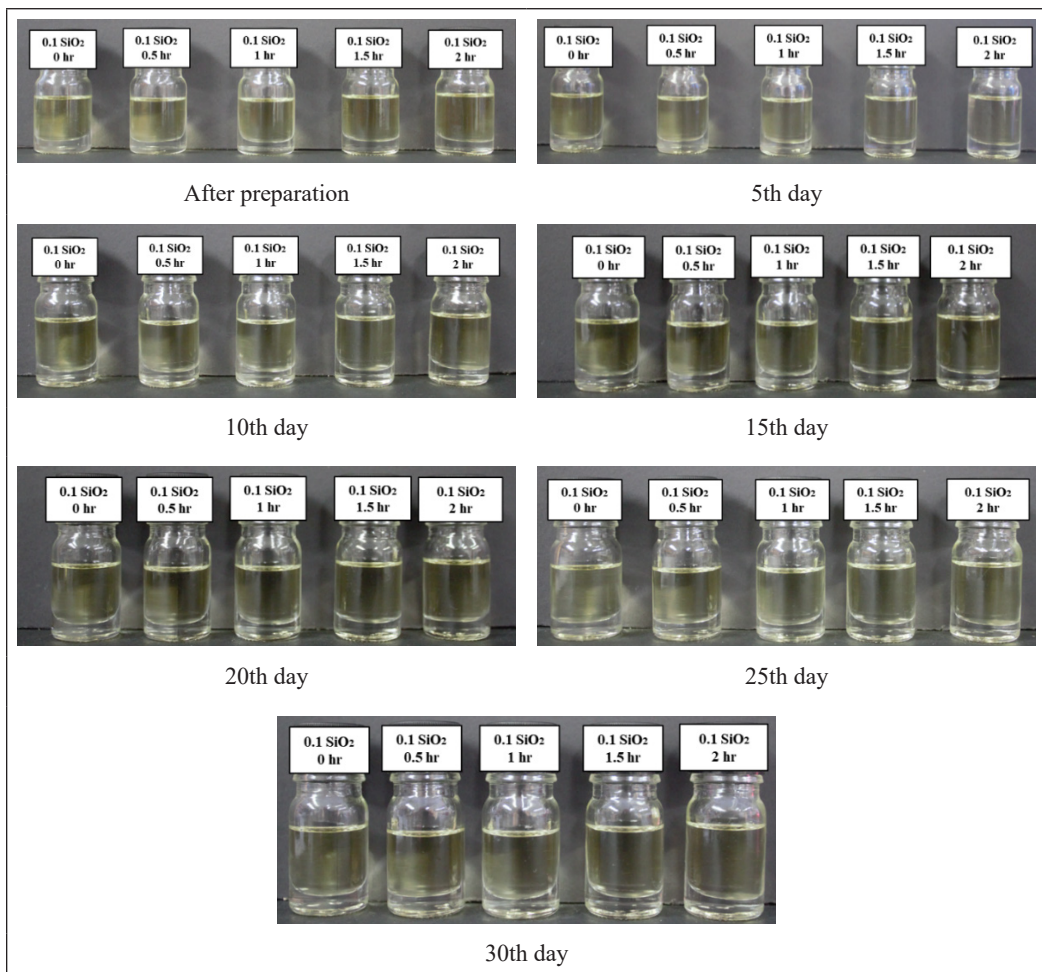 0.1 SiO₂
0 hr
0.1 SiO₂
0.5 hr
0.1 SiO₂
1 hr
0.1 SiO₂
1.5 hr
0.1 SiO₂
2 hr
0.1 SiO₂
0 hr
0.1 SiO₂
0.5 hr
0.1 SiO₂
1 hr
0.1 SiO₂
1.5 hr
0.1 SiO₂
2 hr
After preparation
5th day
0.1 SiO₂
0 hr
0.1 SiO₂
0.5 hr
0.1 SiO₂
1 hr
0.1 SiO₂
1.5 hr
0.1 SiO₂
2 hr
0.1 SiO₂
0 hr
0.1 SiO₂
0.5 hr
0.1 SiO₂
1 hr
0.1 SiO₂
1.5 hr
0.1 SiO₂
2 hr
10th day
15th day
0.1 SiO₂
0 hr
0.1 SiO₂
0.5 hr
0.1 SiO₂
1 hr
0.1 SiO₂
1.5 hr
0.1 SiO₂
2 hr
0.1 SiO₂
0 hr
0.1 SiO₂
0.5 hr
0.1 SiO₂
1 hr
0.1 SiO₂
1.5 hr
0.1 SiO₂
2 hr
20th day
25th day
0.1 SiO₂
0 hr
0.1 SiO₂
0.5 hr
0.1 SiO₂
1 hr
0.1 SiO₂
1.5 hr
0.1 SiO₂
2 hr
30th day